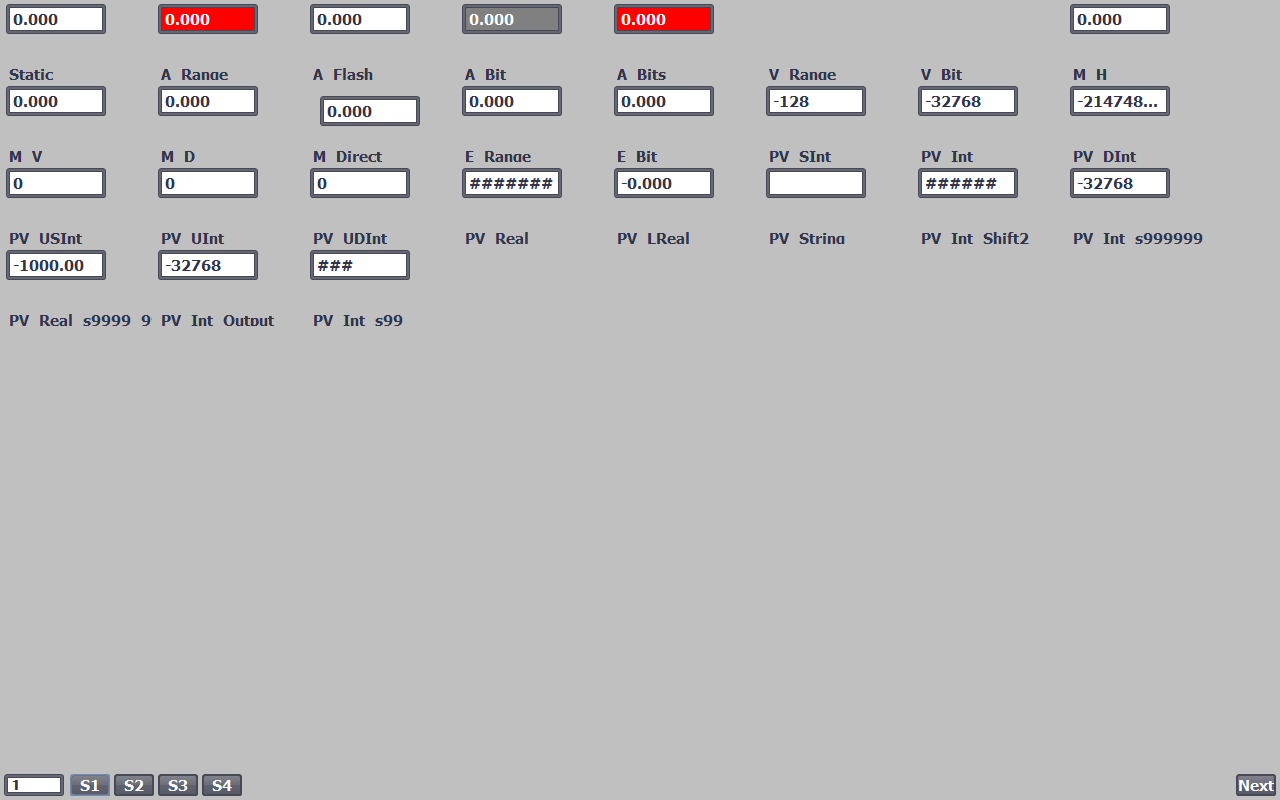 0.000 0.000 0.000 0.000 0.000 0.000
Static A Range A Flash A Bit A Bits V Range V Bit M H
0.000 0.000 0.000 0.000 0.000 -128 -32768 -214748...
M V M D M Direct E Range E Bit PV SInt PV Int PV DInt
0 0 0 ####### -0.000 ###### -32768
PV USInt PV UInt PV UDInt PV Real PV LReal PV String PV Int Shift2 PV Int s999999
-1000.00 -32768 ###
PV Real s9999 9 PV Int Output PV Int s99
1 S1 S2 S3 S4 Next